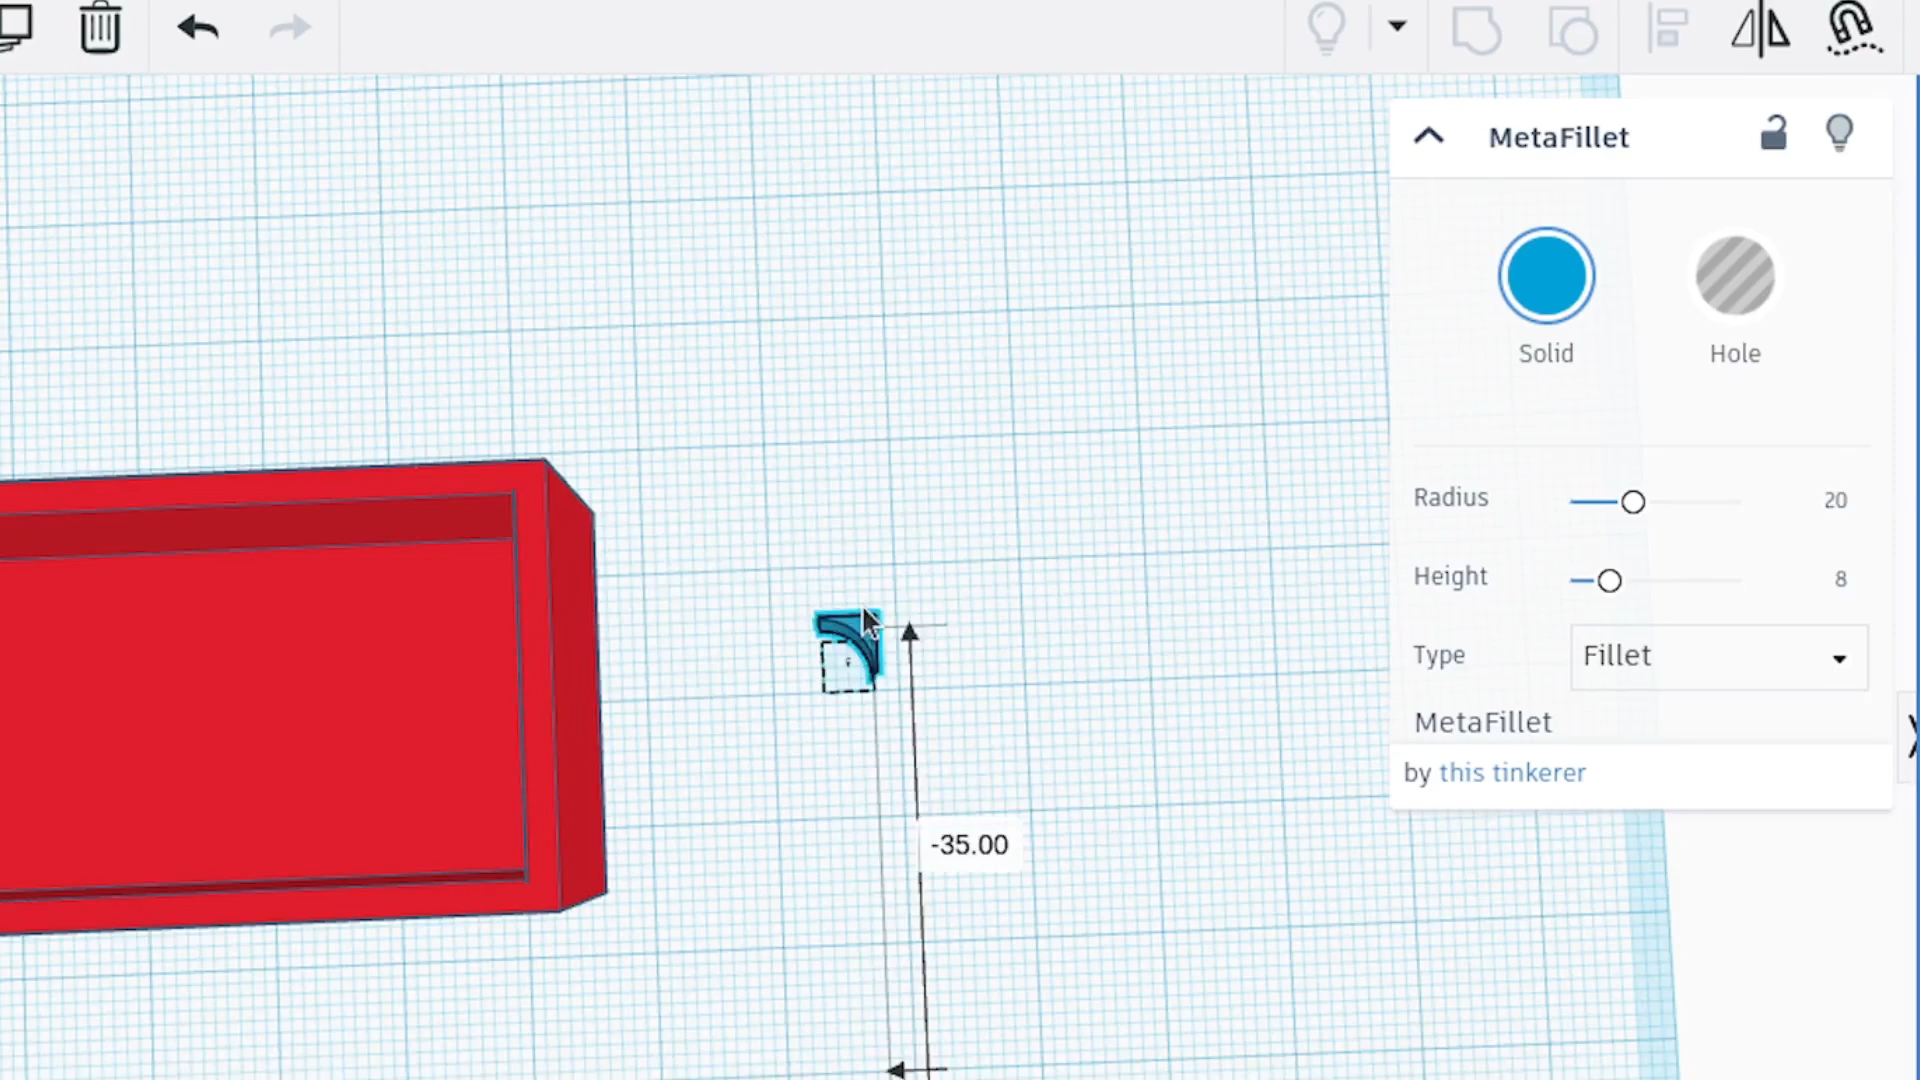 MetaFillet
Solid
Hole
Radius
20
Height
8
Type
Fillet
MetaFillet
by this tinkerer
-35.00